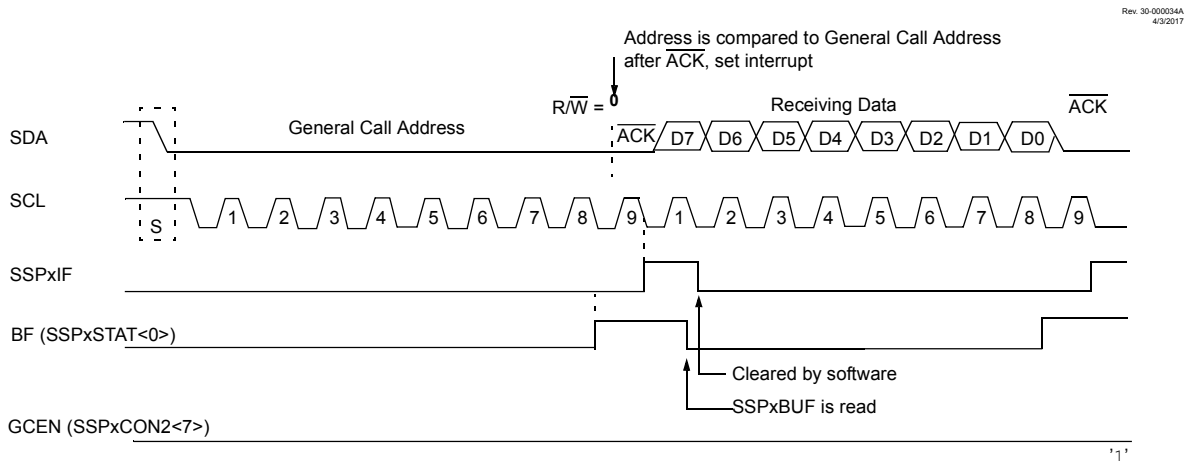 Rev. 30-000034A
4/3/2017
Address is compared to General Call Address
after ACK, set interrupt
R/W = 0
Receiving Data
ACK
SDA
General Call Address
ACK
D7 D6 D5 D4 D3 D2 D1 D0
SCL
S
1 2 3 4 5 6 7 8 9 1 2 3 4 5 6 7 8 9
SSPxIF
BF (SSPxSTAT<0>)
Cleared by software
SSPxBUF is read
GCEN (SSPxCON2<7>)
'1'